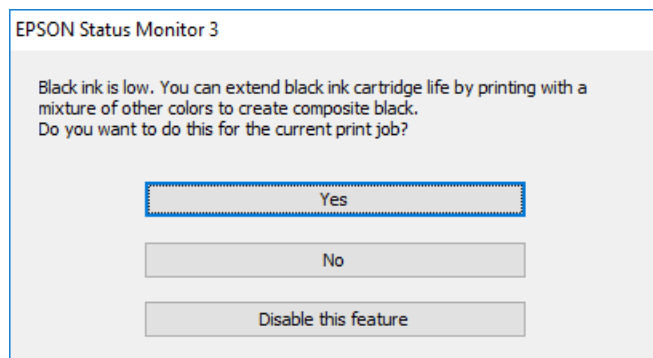 EPSON Status Monitor 3
Black ink is low. You can extend black ink cartridge life by printing with a
mixture of other colors to create composite black.
Do you want to do this for the current print job?
Yes
No
Disable this feature